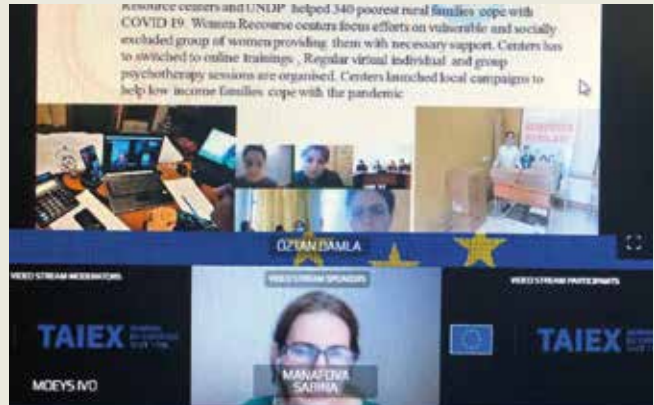 Resource centers and UNDP helped 340 poorest rural families cope with
COVID 19. Women Recourse centers focus efforts on vulnerable and socially
excluded group of women providing them with necessary support. Centers has
to switched to online trainings , Regular virtual individual and group
psychotherapy sessions are organised. Centers launched local campaigns to
help low income families cope with the pandemic
ÖZTAN DAMLA
VIDEO STREAM MODERATORS
VIDEO STREAM SPEAKERS
VIDEO STREAM PARTICIPANTS
TAIEX
TAIEX
MOEYS IVO
MANAFOVA
SABINA